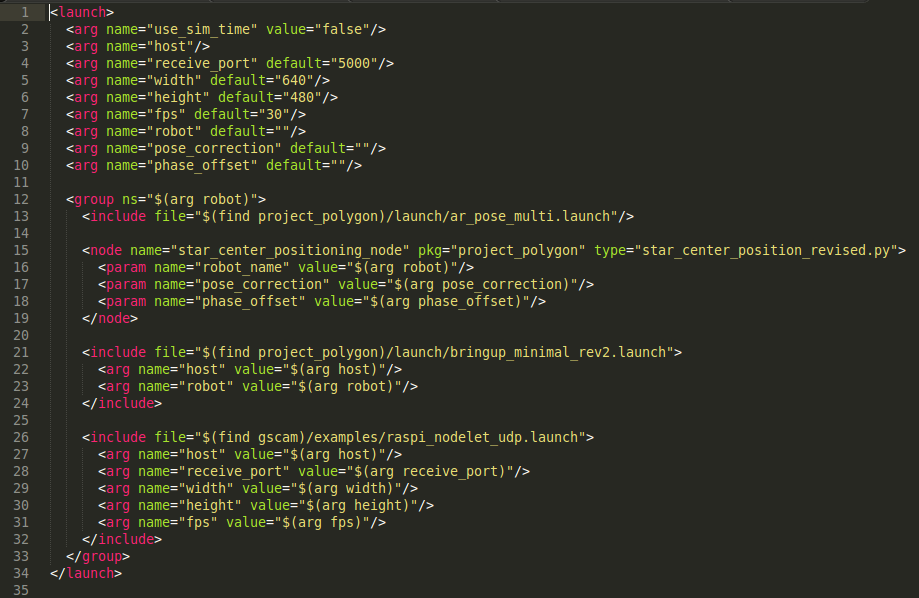 1 <launch>
2   <arg name="use_sim_time" value="false"/>
3   <arg name="host"/>
4   <arg name="receive_port" default="5000"/>
5   <arg name="width" default="640"/>
6   <arg name="height" default="480"/>
7   <arg name="fps" default="30"/>
8   <arg name="robot" default=""/>
9   <arg name="pose_correction" default=""/>
10   <arg name="phase_offset" default=""/>
11
12   <group ns="$(arg robot)">
13     <include file="$(find project_polygon)/launch/ar_pose_multi.launch"/>
14
15     <node name="star_center_positioning_node" pkg="project_polygon" type="star_center_position_revised.py">
16       <param name="robot_name" value="$(arg robot)"/>
17       <param name="pose_correction" value="$(arg pose_correction)"/>
18       <param name="phase_offset" value="$(arg phase_offset)"/>
19     </node>
20
21     <include file="$(find project_polygon)/launch/bringup_minimal_rev2.launch">
22       <arg name="host" value="$(arg host)"/>
23       <arg name="robot" value="$(arg robot)"/>
24     </include>
25
26     <include file="$(find gscam)/examples/raspi_nodelet_udp.launch">
27       <arg name="host" value="$(arg host)"/>
28       <arg name="receive_port" value="$(arg receive_port)"/>
29       <arg name="width" value="$(arg width)"/>
30       <arg name="height" value="$(arg height)"/>
31       <arg name="fps" value="$(arg fps)"/>
32     </include>
33   </group>
34 </launch>
35